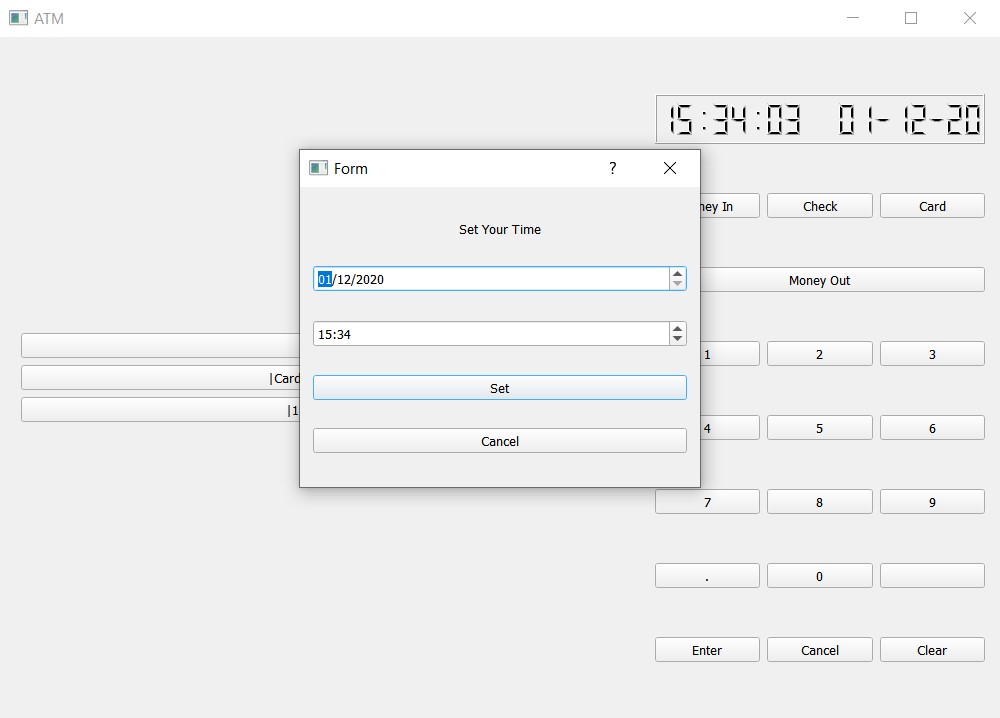 ATM
15:34:03 01-12-20
Form
?
Set Your Time
01/12/2020
15:34
Set
Cancel
ney In
Check
Card
Money Out
|Card
|1
1
2
3
4
5
6
7
8
9
.
0
Enter
Cancel
Clear